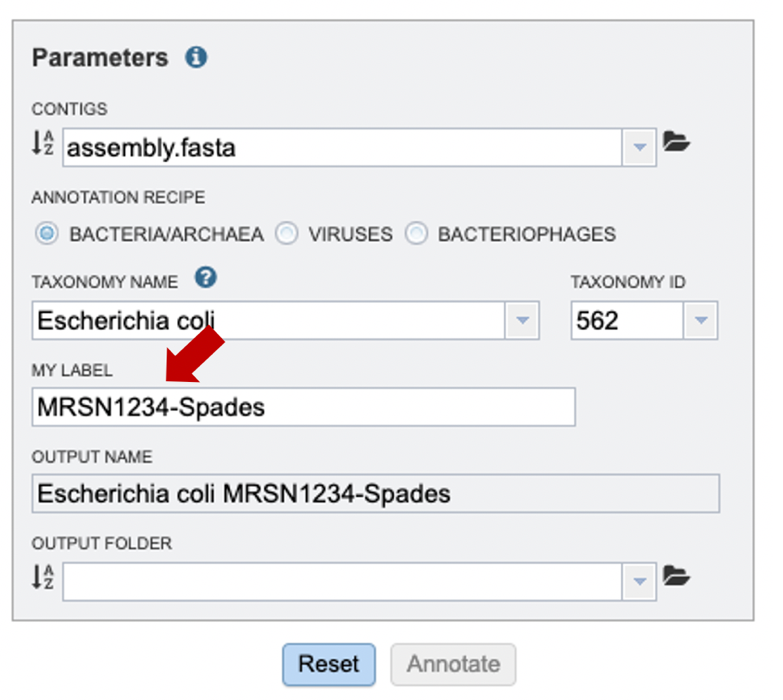 Parameters
CONTIGS
assembly.fasta
ANNOTATION RECIPE
BACTERIA/ARCHAEA VIRUSES BACTERIOPHAGES
TAXONOMY NAME TAXONOMY ID
Escherichia coli 562
MY LABEL
MRSN1234-Spades
OUTPUT NAME
Escherichia coli MRSN1234-Spades
OUTPUT FOLDER
Reset Annotate